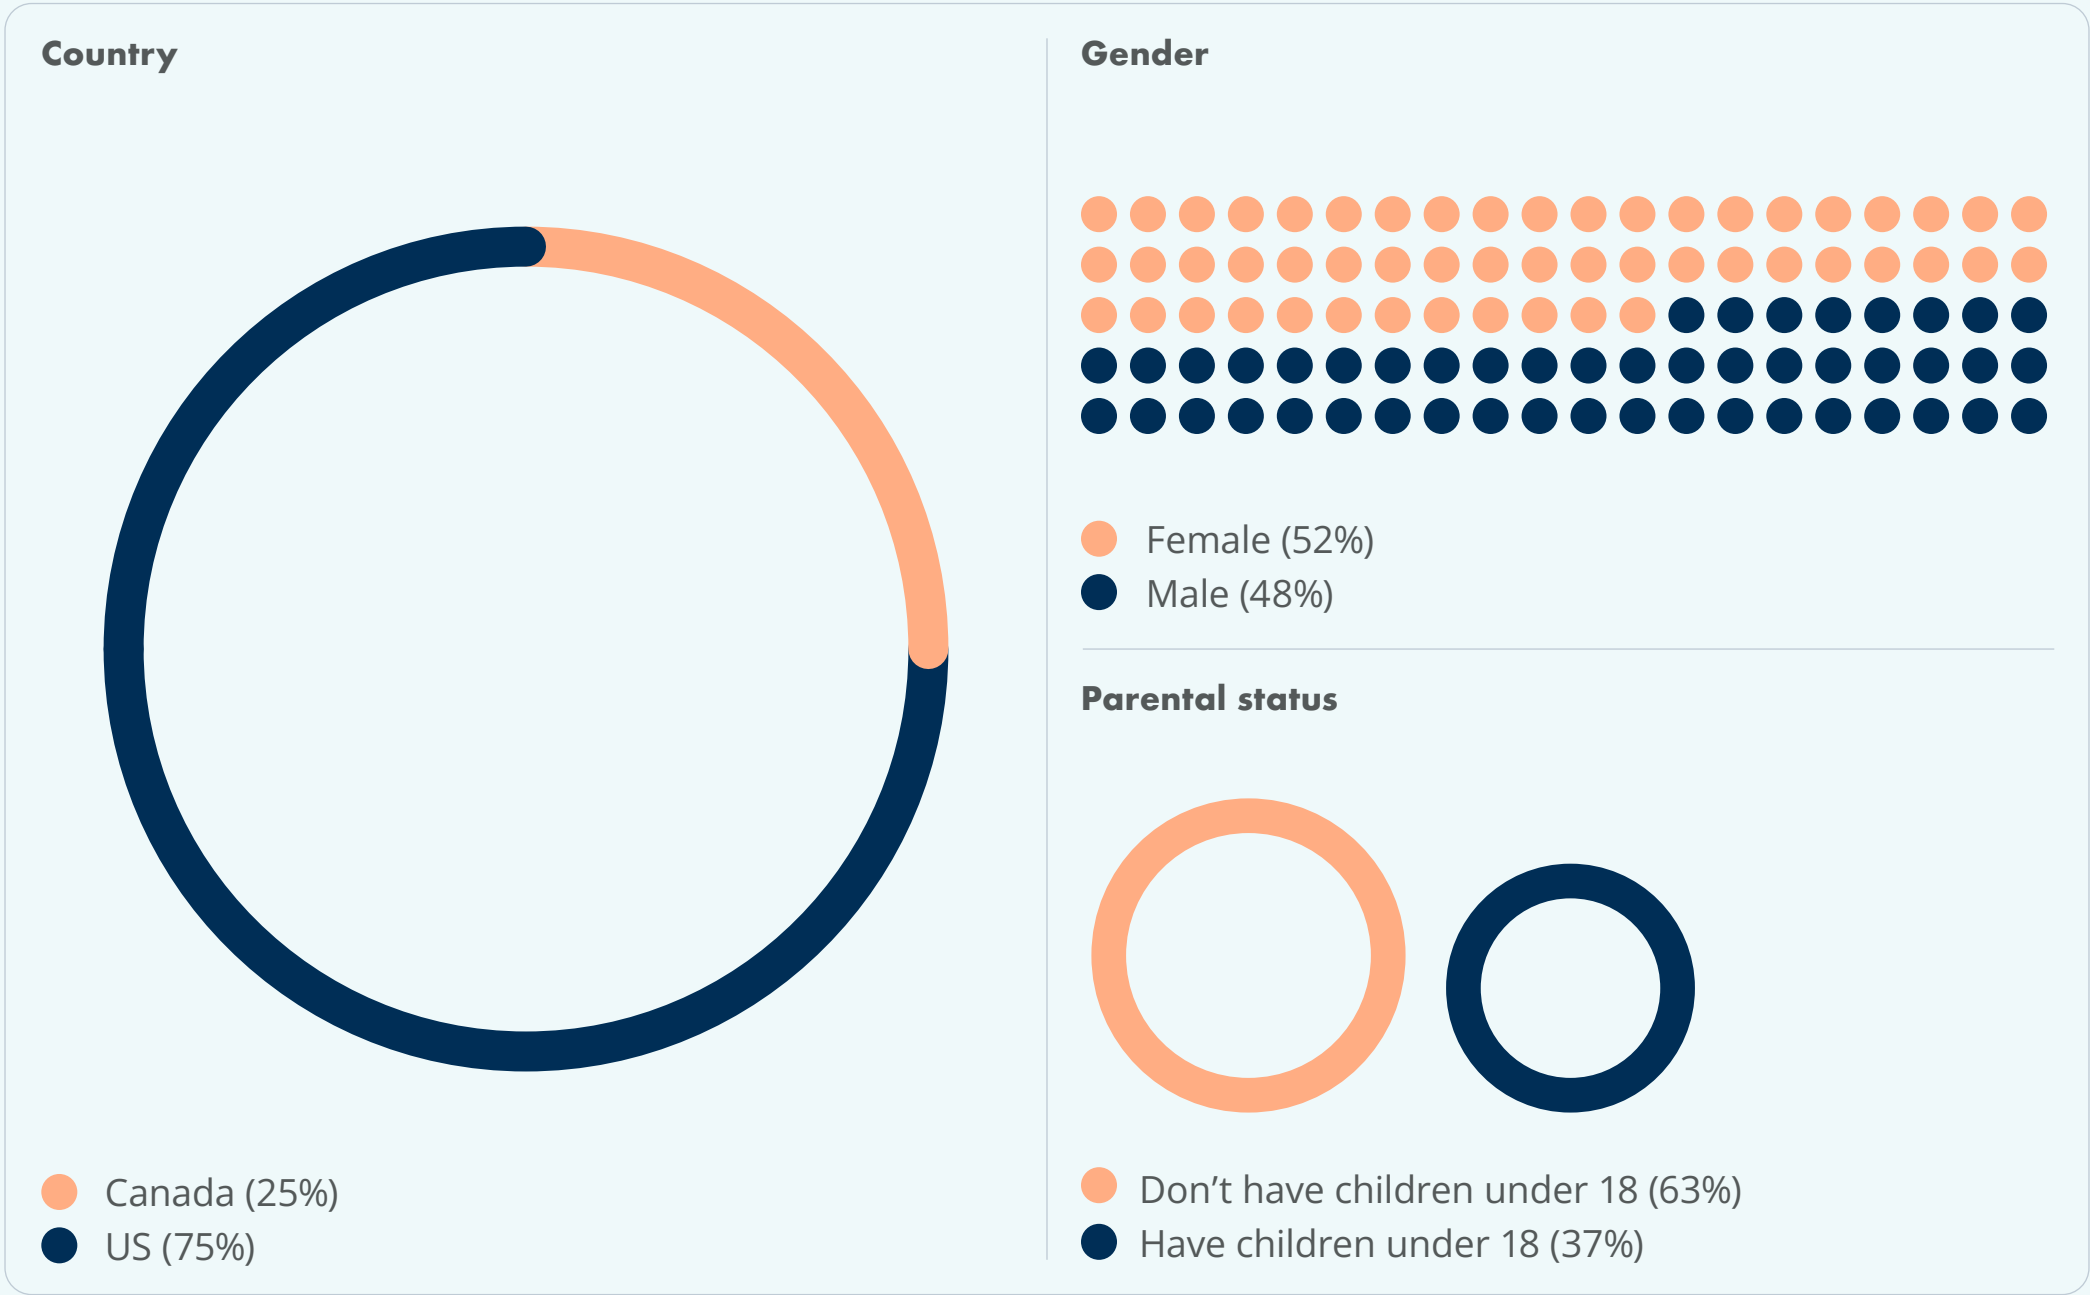 Country
Canada (25%)
US (75%)
Gender
Female (52%)
Male (48%)
Parental status
Don’t have children under 18 (63%)
Have children under 18 (37%)